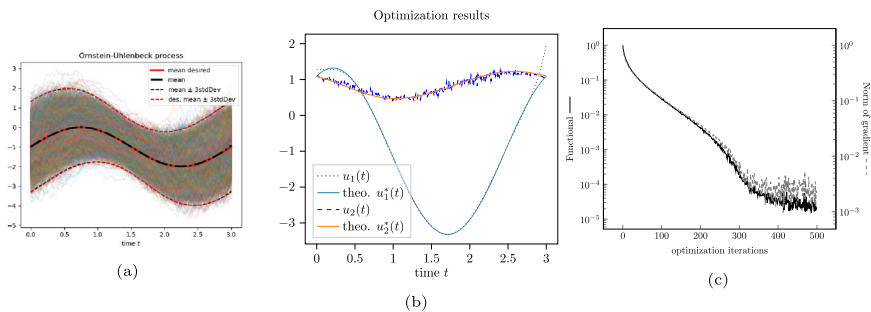 Optimization results
Ornstein-Uhlenbeck process
mean desired
mean
mean ± 3stdDev
des. mean ± 3stdDev
3
2
1
0
−1
−2
−3
−4
−5
0.0 0.5 1.0 1.5 2.0 2.5 3.0
time t
(a)
2
1
0
−1
−2
−3
u₁(t)
theo. u₁*(t)
u₂(t)
theo. u₂*(t)
0 0.5 1 1.5 2 2.5 3
time t
(b)
Functional
10⁰
10⁻¹
10⁻²
10⁻³
10⁻⁴
10⁻⁵
10⁰
10⁻¹
10⁻²
10⁻³
Norm of gradient
0 100 200 300 400 500
optimization iterations
(c)